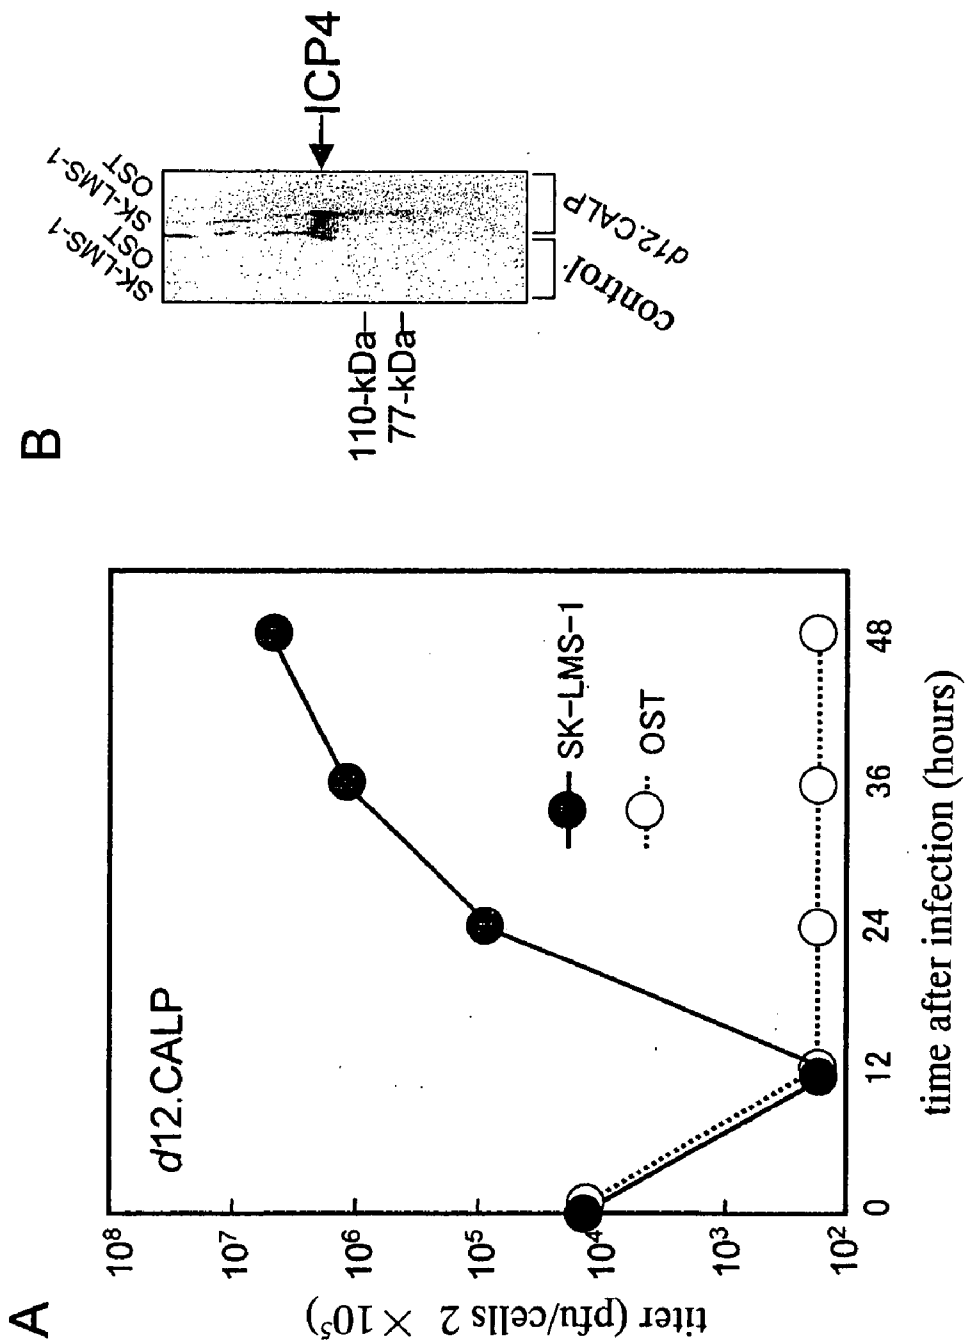 A
d12.CALP
10⁸
10⁷
10⁶
10⁵
10⁴
10³
10²
titer (pfu/cells 2 × 10⁵)
0
12
24
36
48
time after infection (hours)
SK-LMS-1
OST
B
SK-LMS-1
OST
SK-LMS-1
OST
110-kDa
77-kDa
ICP4
control
d12.CALP